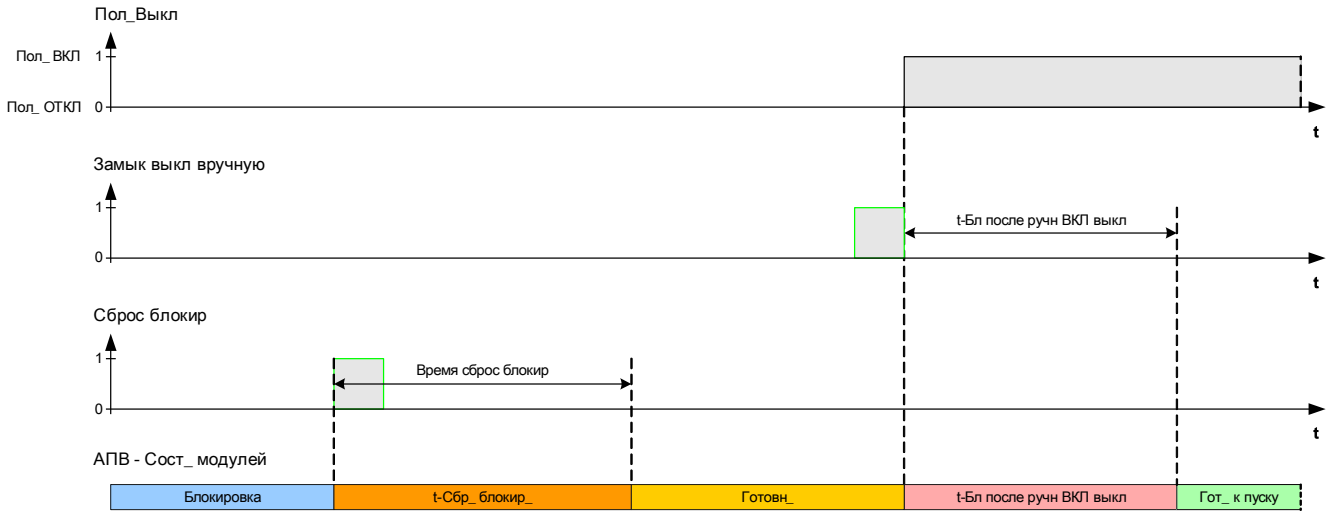 Пол_Выкл
Пол_ ВКЛ 1
Пол_ ОТКЛ 0
t
Замык выкл вручную
1
t-Бл после ручн ВКЛ выкл
0
t
Сброс блокир
1
Время сброс блокир
0
t
АПВ - Сост_ модулей
Блокировка t-Сбр_ блокир_ Готовн_ t-Бл после ручн ВКЛ выкл Гот_ к пуску